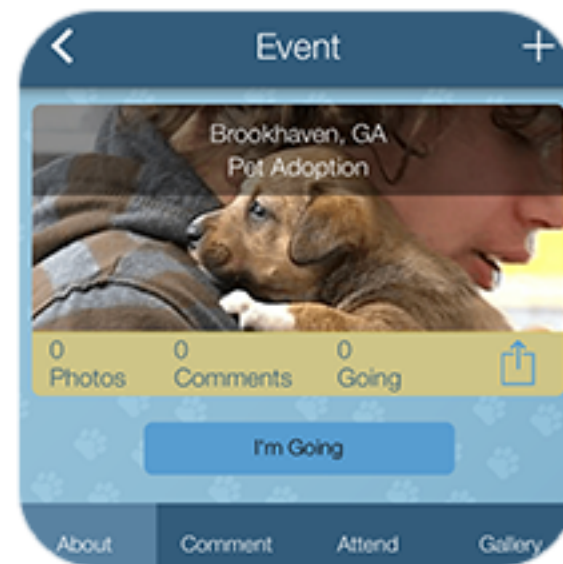 Event
Brookhaven, GA
Pet Adoption
0
Photos
0
Comments
0
Going
I'm Going
About
Comment
Attend
Gallery